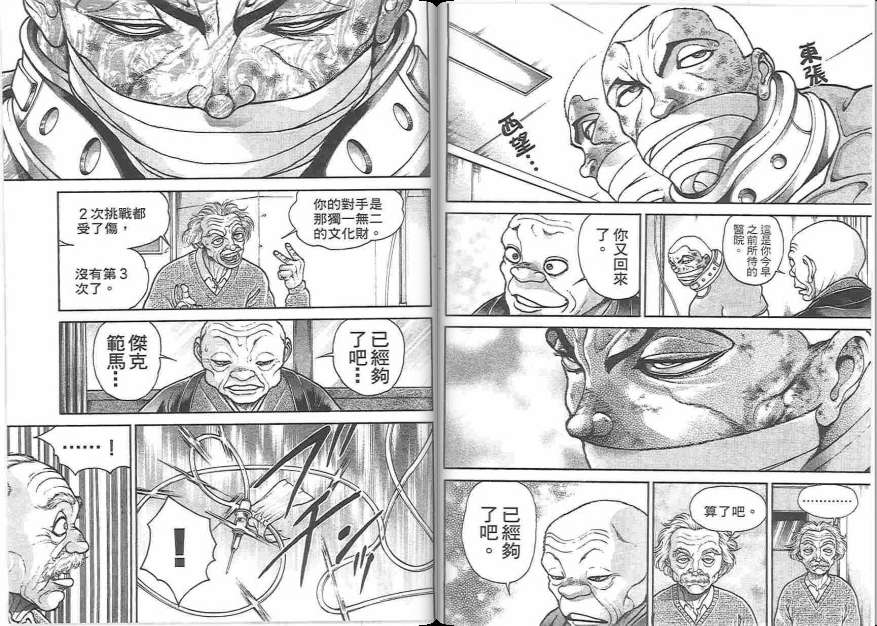 東張
西望…
這是你今早
之前所待的
醫院。
你又回來
了。
…………
算了吧。
已經夠
了吧。
你的對手是
那獨一無二
的文化財。
2次挑戰都
受了傷，
沒有第3
次了。
已經夠
了吧…
傑克
範馬…
！
……！